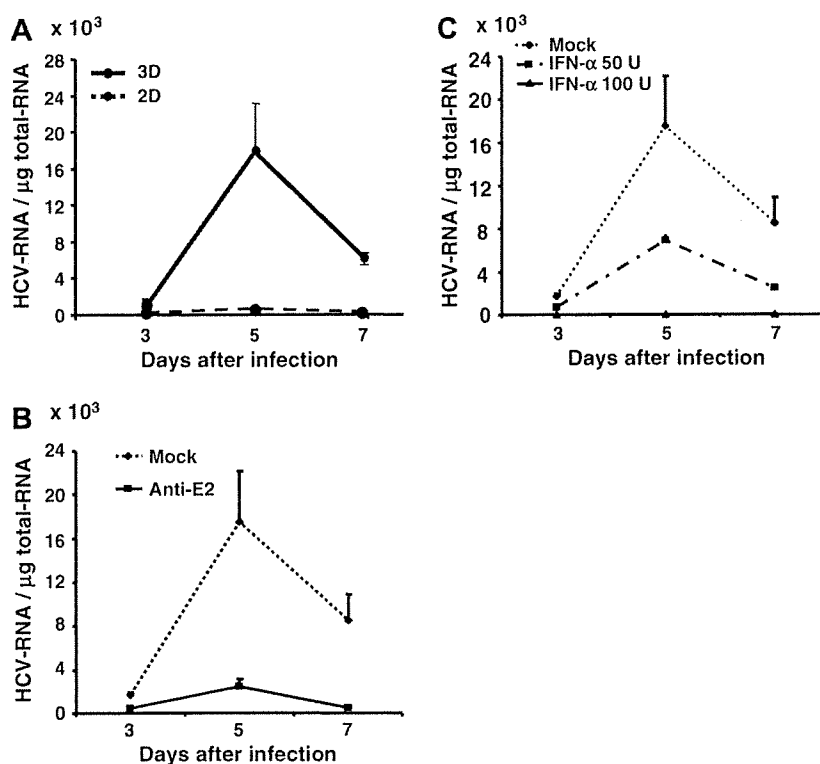 A
x 10³
28
24
20
16
12
8
4
0
3D
2D
HCV-RNA / µg total-RNA
3
5
7
Days after infection
C
x 10³
24
20
16
12
8
4
0
Mock
IFN-α 50 U
IFN-α 100 U
HCV-RNA / µg total-RNA
3
5
7
Days after infection
B
x 10³
24
20
16
12
8
4
0
Mock
Anti-E2
HCV-RNA / µg total-RNA
3
5
7
Days after infection